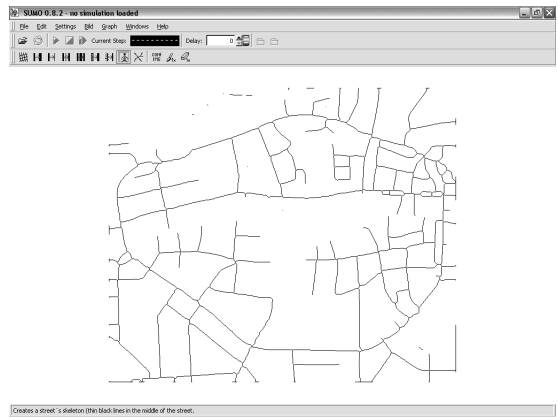 SUMO 0.8.2 - no simulation loaded
File Edit Settings Bild Graph Windows Help
Current Step: Delay: 0
Creates a street´s skeleton (thin black lines in the middle of the street.